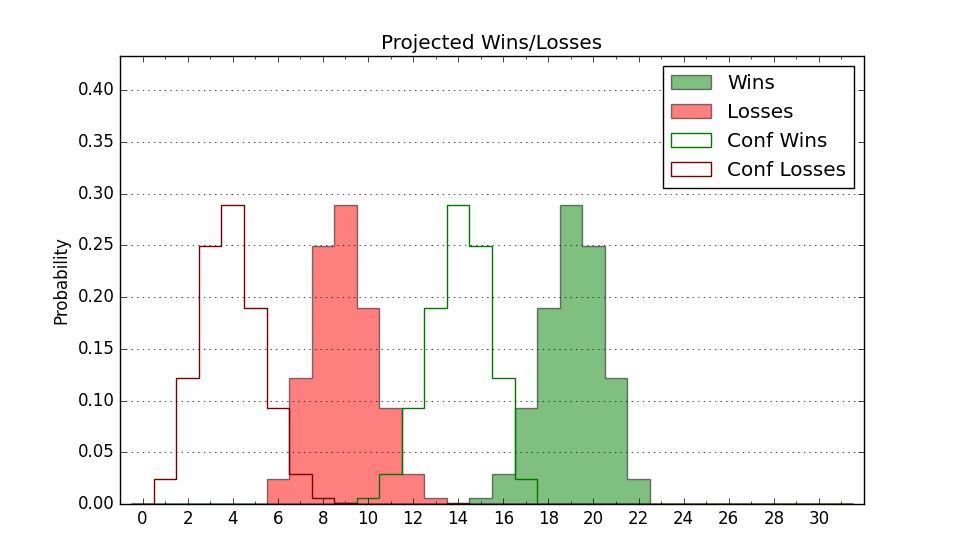 Projected Wins/Losses
Wins
Losses
Conf Wins
Conf Losses
Probability
0.40
0.35
0.30
0.25
0.20
0.15
0.10
0.05
0.00
0 2 4 6 8 10 12 14 16 18 20 22 24 26 28 30